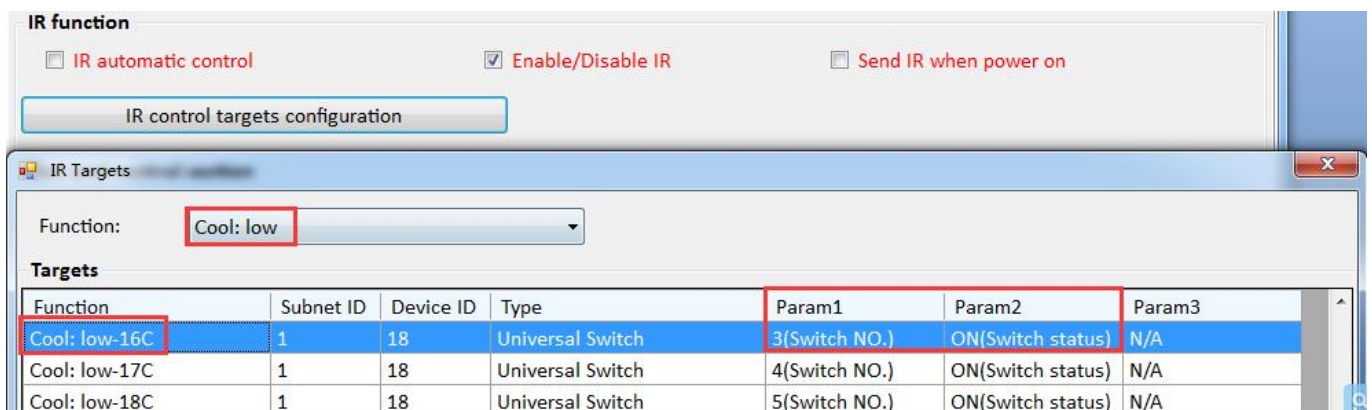 IR function
IR automatic control Enable/Disable IR Send IR when power on
IR control targets configuration
IR Targets
Function: Cool: low
Targets
Function Subnet ID Device ID Type Param1 Param2 Param3
Cool: low-16C 1 18 Universal Switch 3(Switch NO.) ON(Switch status) N/A
Cool: low-17C 1 18 Universal Switch 4(Switch NO.) ON(Switch status) N/A
Cool: low-18C 1 18 Universal Switch 5(Switch NO.) ON(Switch status) N/A